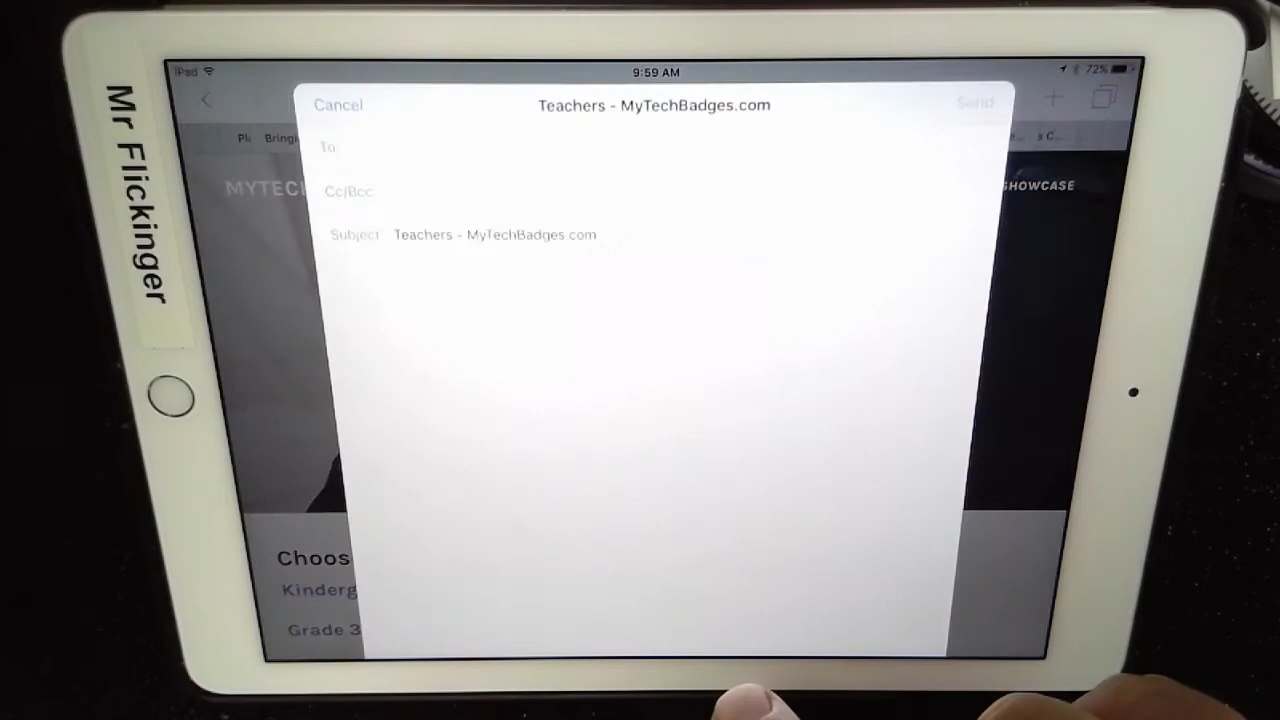 Mr Flickinger
iPad 9:59 AM 72%
Cancel Teachers - MyTechBadges.com Send
To:
Cc/Bcc:
Subject: Teachers - MyTechBadges.com
MYTECH
SHOWCASE
Choos
Kinderg
Grade 3